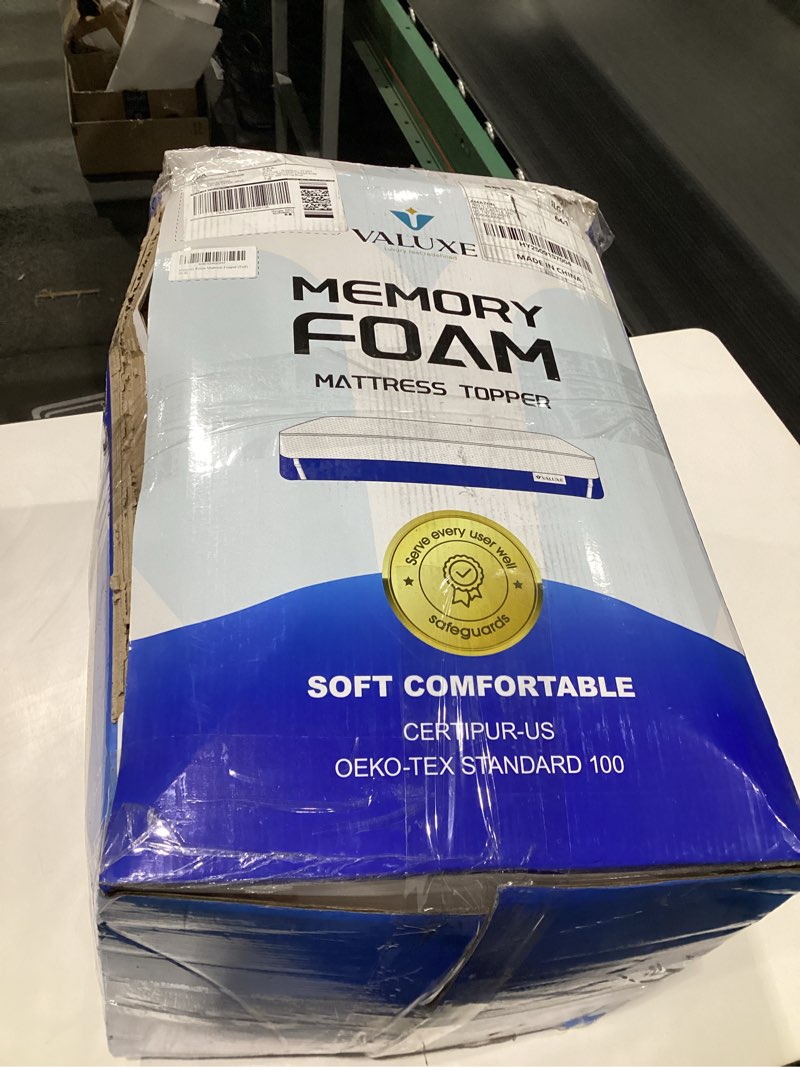 VALUXE
MADE IN CHINA
MEMORY
FOAM
MATTRESS TOPPER
VALUXE
Serve every user well
safeguards
SOFT COMFORTABLE
CERTIPUR-US
OEKO-TEX STANDARD 100